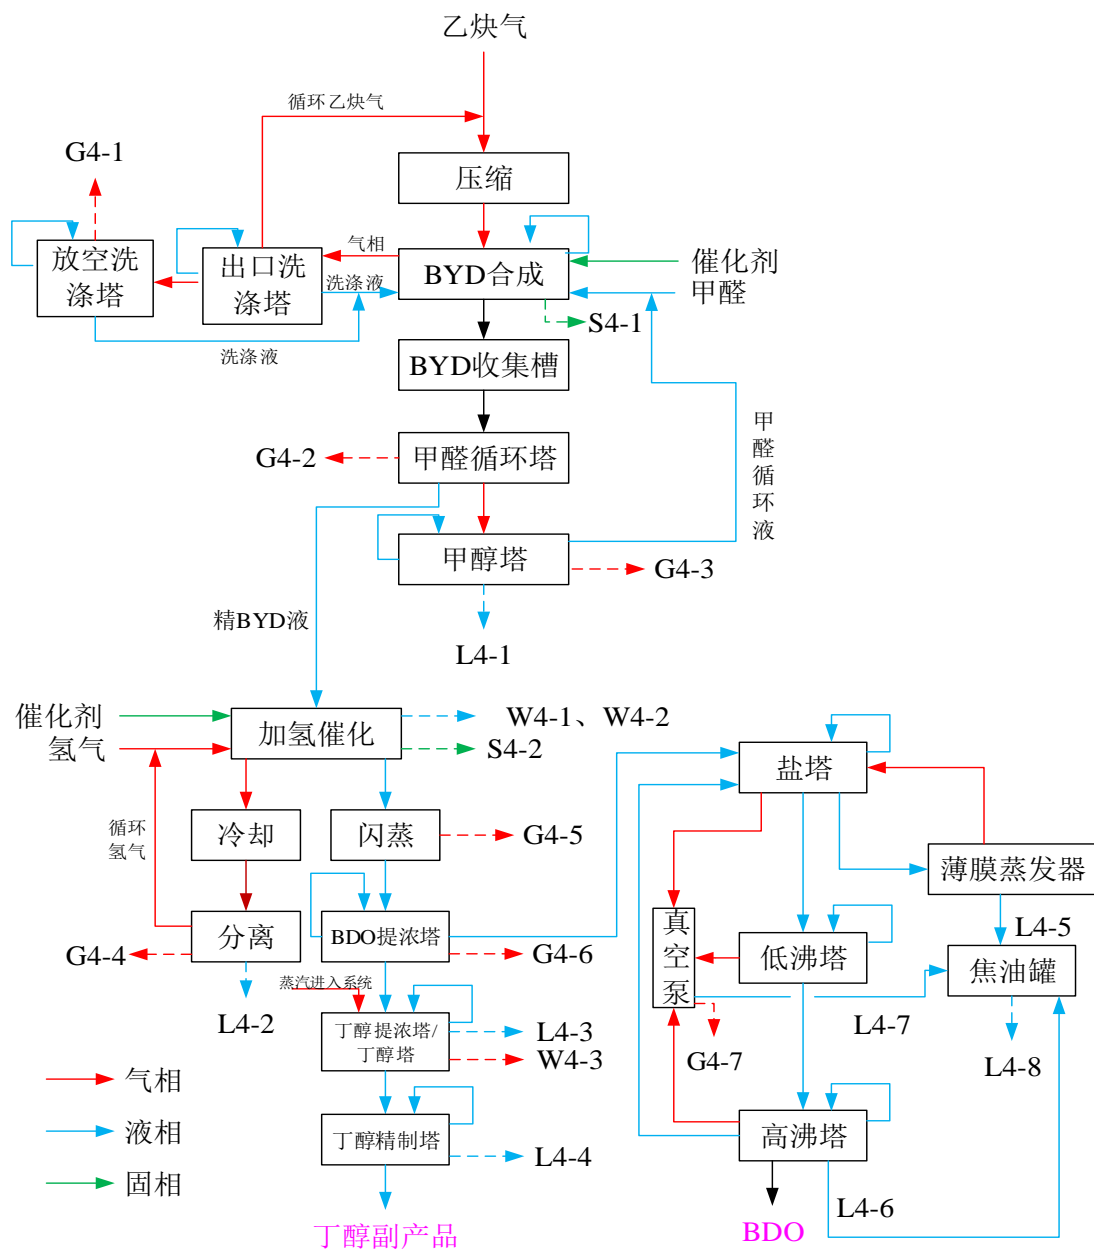 乙炔气
循环乙炔气
G4-1
压缩
放空洗
涤塔
出口洗
涤塔
气相
洗涤液
BYD合成
催化剂
甲醛
S4-1
洗涤液
BYD收集槽
甲
醛
循
环
液
G4-2
甲醛循环塔
甲醇塔
G4-3
精BYD液
L4-1
催化剂
氢气
加氢催化
W4-1、W4-2
S4-2
盐塔
循环
氢气
冷却
闪蒸
G4-5
薄膜蒸发器
分离
BDO提浓塔
G4-4
G4-6
真
空
泵
低沸塔
L4-5
焦油罐
蒸汽进入系统
L4-2
丁醇提浓塔/
丁醇塔
L4-3
W4-3
L4-7
G4-7
L4-8
气相
液相
固相
丁醇精制塔
L4-4
高沸塔
L4-6
丁醇副产品
BDO